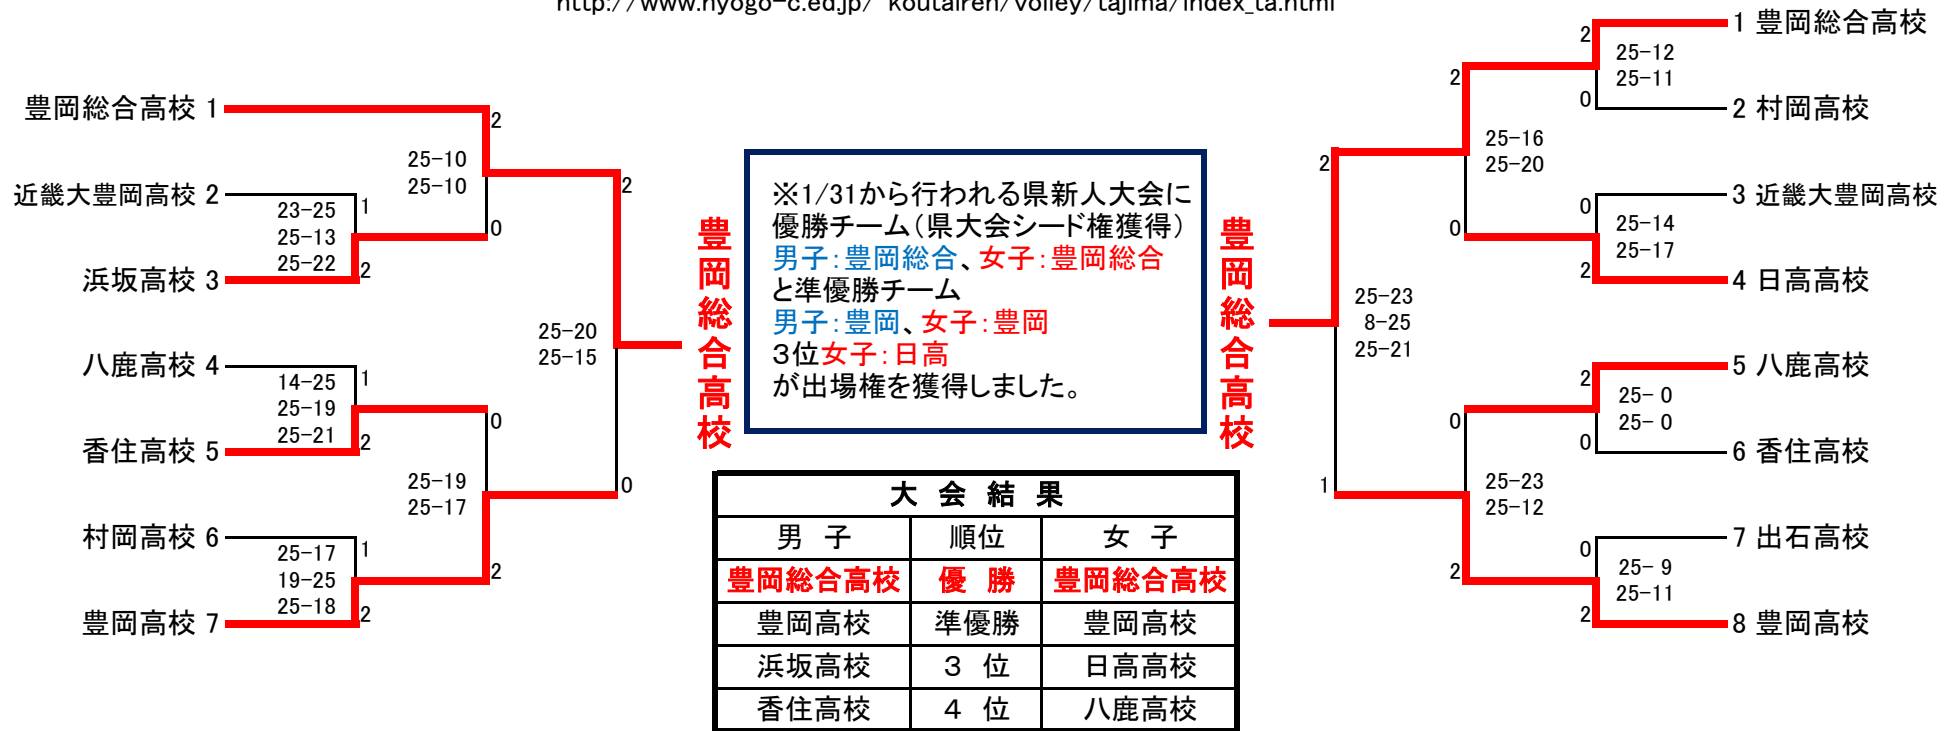 http://www.hyogo-c.ed.jp/ koutairen/volley/tajima/index_ta.html
豊岡総合高校 1
2
25-10
25-10
近畿大豊岡高校 2
1
23-25
25-13
25-22
0
浜坂高校 3
2
2
25-20
25-15
八鹿高校 4
1
14-25
25-19
25-21
0
香住高校 5
2
25-19
25-17
0
村岡高校 6
1
25-17
19-25
25-18
2
豊岡高校 7
2
豊岡総合高校
※1/31から行われる県新人大会に
優勝チーム(県大会シード権獲得)
男子:豊岡総合、女子:豊岡総合
と準優勝チーム
男子:豊岡、女子:豊岡
3位女子:日高
が出場権を獲得しました。
大 会 結 果
男 子 順位 女 子
豊岡総合高校 優 勝 豊岡総合高校
豊岡高校 準優勝 豊岡高校
浜坂高校 3 位 日高高校
香住高校 4 位 八鹿高校
豊岡総合高校
1 豊岡総合高校
2
25-12
25-11
2
0
2 村岡高校
25-16
25-20
2
3 近畿大豊岡高校
0
25-14
25-17
0
2
4 日高高校
25-23
8-25
25-21
5 八鹿高校
2
25- 0
25- 0
0
0
6 香住高校
25-23
25-12
1
7 出石高校
0
25- 9
25-11
2
2
8 豊岡高校